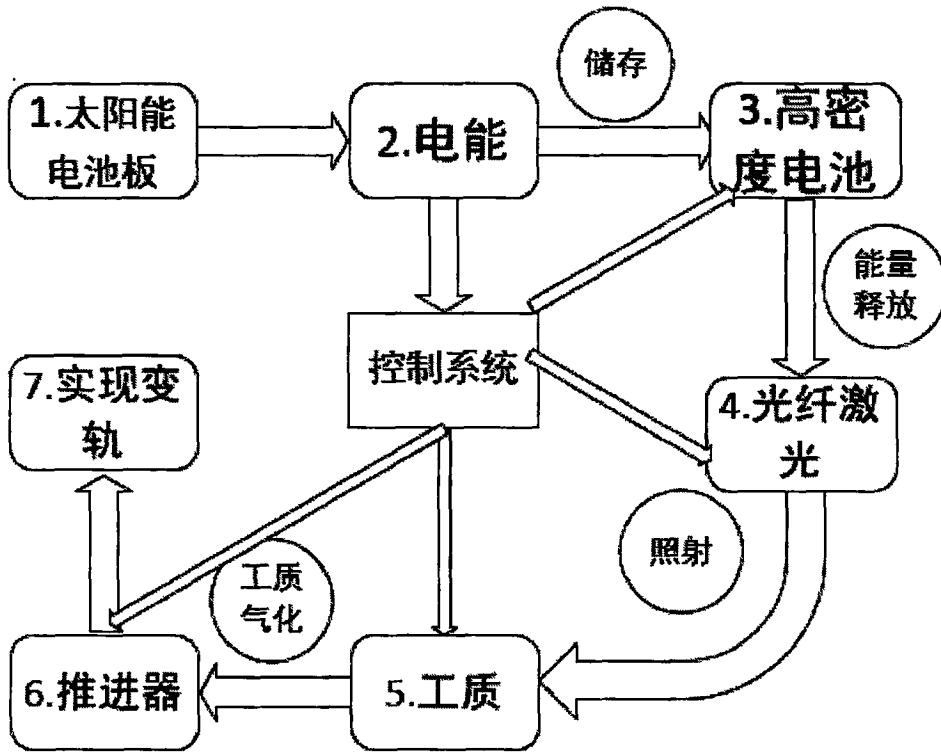 储存
1.太阳能
电池板
2.电能
3.高密
度电池
能量
释放
控制系统
7.实现变
轨
4.光纤激
光
照射
工质
气化
6.推进器
5.工质